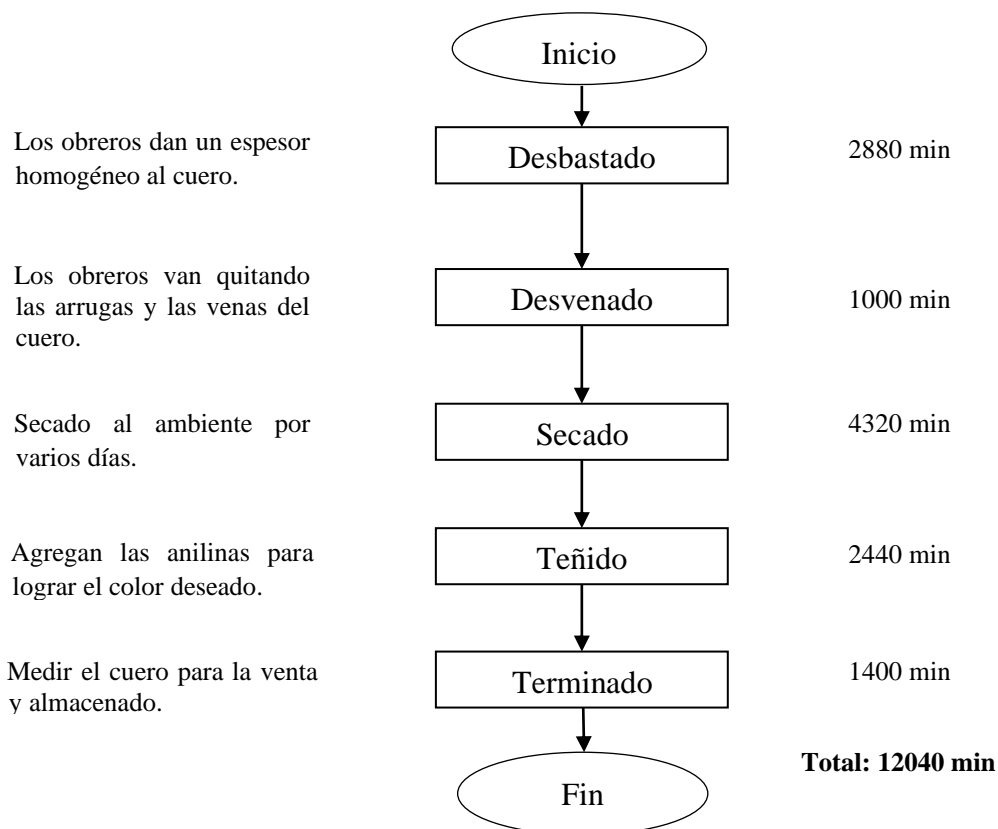 Inicio
Los obreros dan un espesor
homogéneo al cuero.
Desbastado
2880 min
Los obreros van quitando
las arrugas y las venas del
cuero.
Desvenado
1000 min
Secado al ambiente por
varios días.
Secado
4320 min
Agregan las anilinas para
lograr el color deseado.
Teñido
2440 min
Medir el cuero para la venta
y almacenado.
Terminado
1400 min
Total: 12040 min
Fin